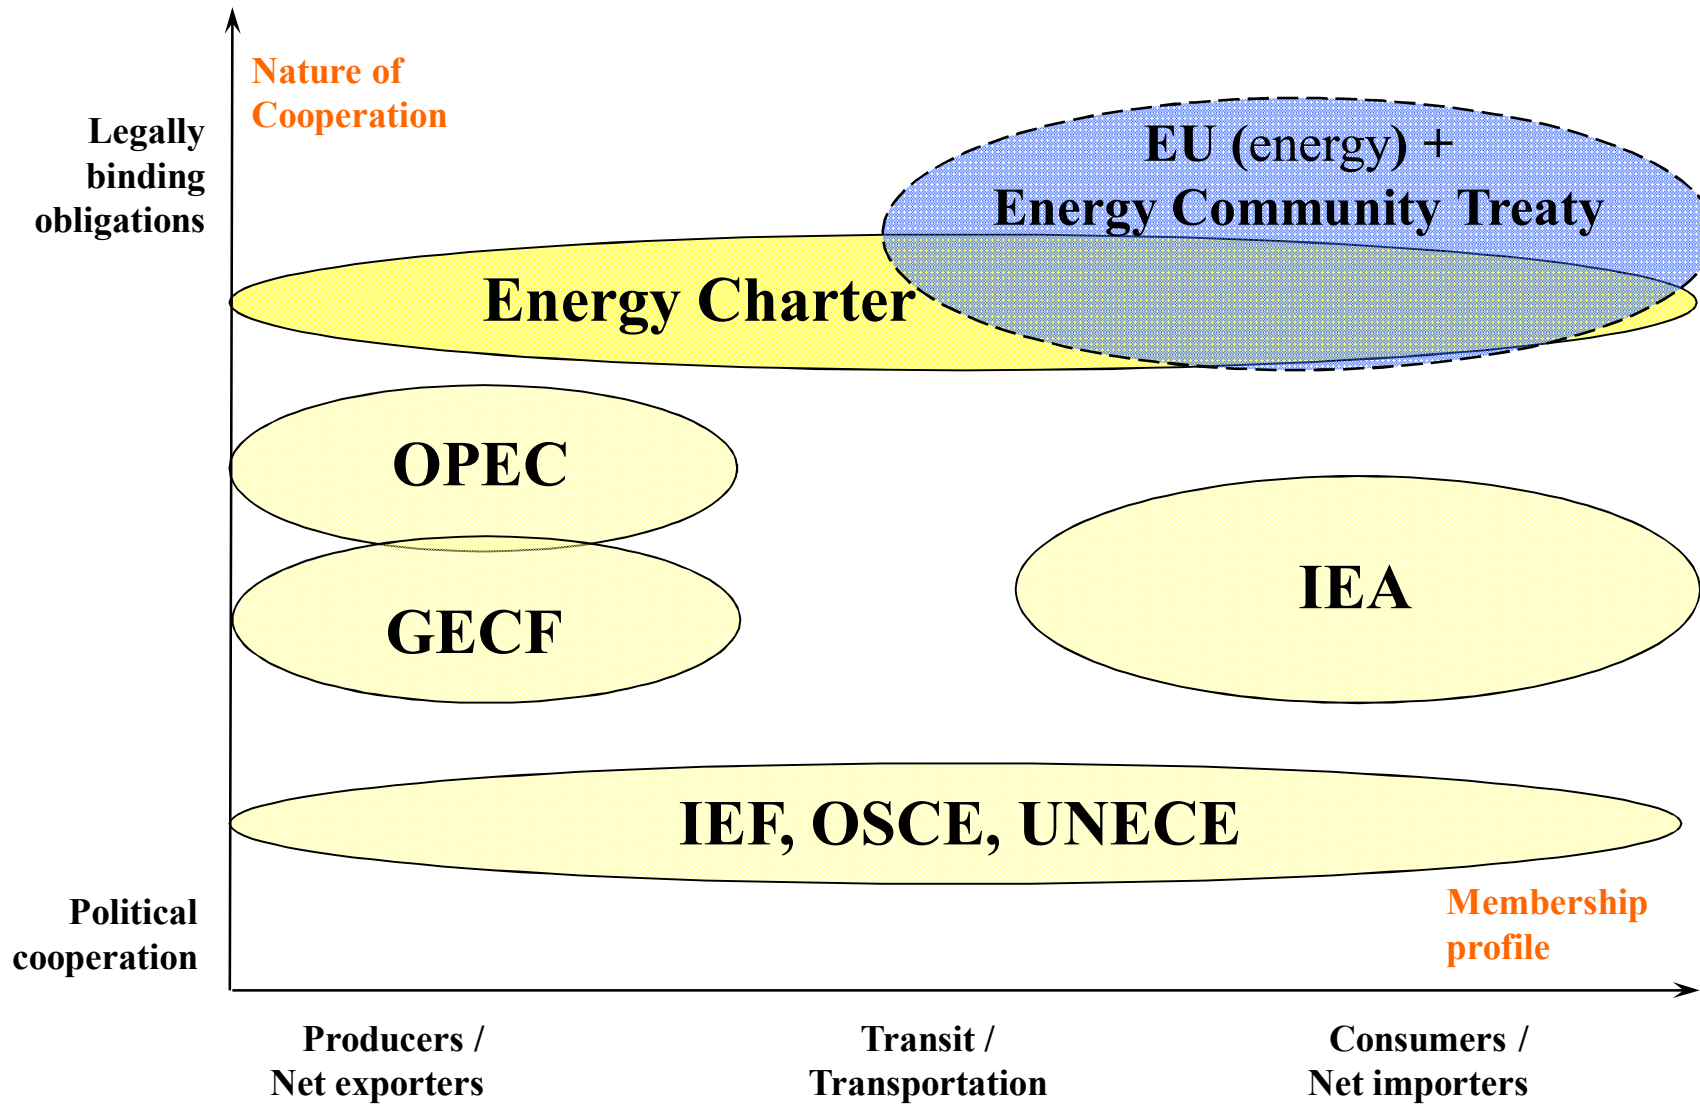 Nature of
Cooperation
Legally
binding
obligations
EU (energy) +
Energy Community Treaty
Energy Charter
OPEC
GECF
IEA
IEF, OSCE, UNECE
Political
cooperation
Membership
profile
Producers /
Net exporters
Transit /
Transportation
Consumers /
Net importers